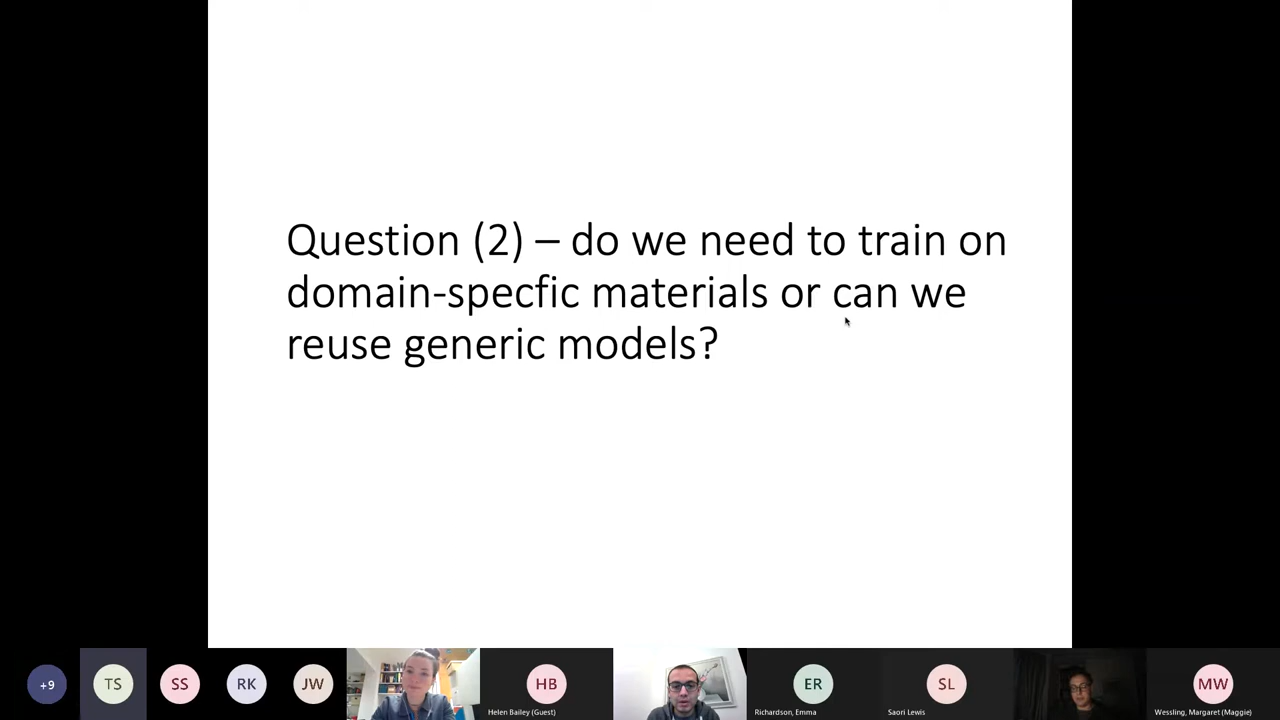 Question (2) – do we need to train on
domain-specfic materials or can we
reuse generic models?
+9
TS
SS
RK
JW
HB
Helen Bailey (Guest)
ER
Richardson, Emma
SL
Saori Lewis
MW
Wessling, Margaret (Maggie)